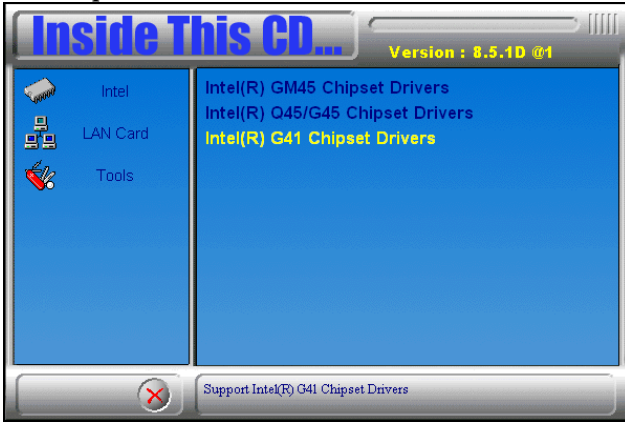 Inside This CD...
Version : 8.5.1D @1
Intel
LAN Card
Tools
Intel(R) GM45 Chipset Drivers
Intel(R) Q45/G45 Chipset Drivers
Intel(R) G41 Chipset Drivers
Support Intel(R) G41 Chipset Drivers